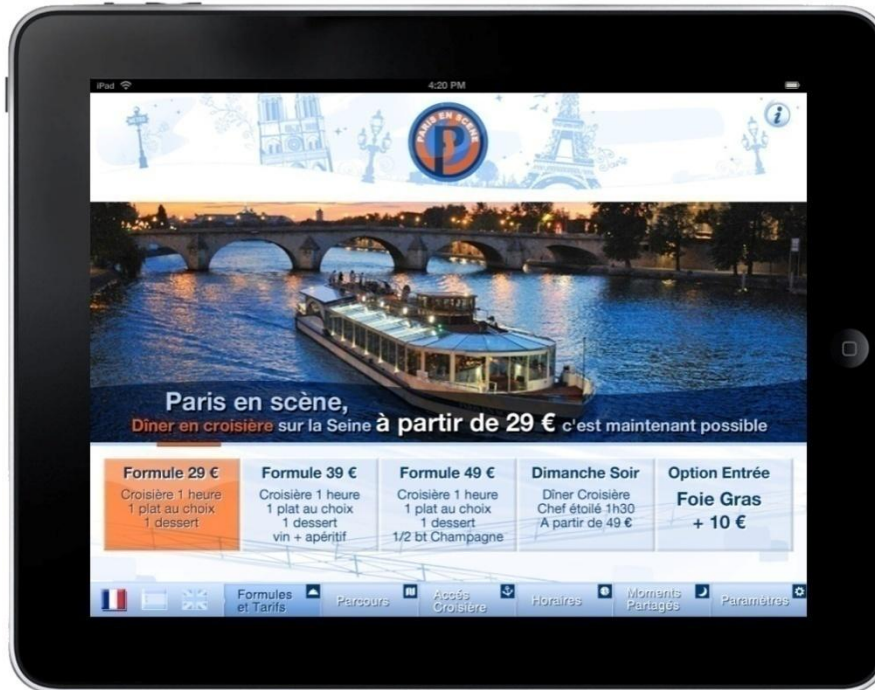 iPad
4:20 PM
PARIS EN SCENE
i
Paris en scène,
Dîner en croisière sur la Seine à partir de 29 € c'est maintenant possible
Formule 29 €
Croisière 1 heure
1 plat au choix
1 dessert
Formule 39 €
Croisière 1 heure
1 plat au choix
1 dessert
vin + apéritif
Formule 49 €
Croisière 1 heure
1 plat au choix
1 dessert
1/2 bt Champagne
Dimanche Soir
Dîner Croisière
Chef étoilé 1h30
A partir de 49 €
Option Entrée
Foie Gras
+ 10 €
Formules
et Tarifs
Parcours
Accés
Croisière
Horaires
Moments
Partagés
Paramètres